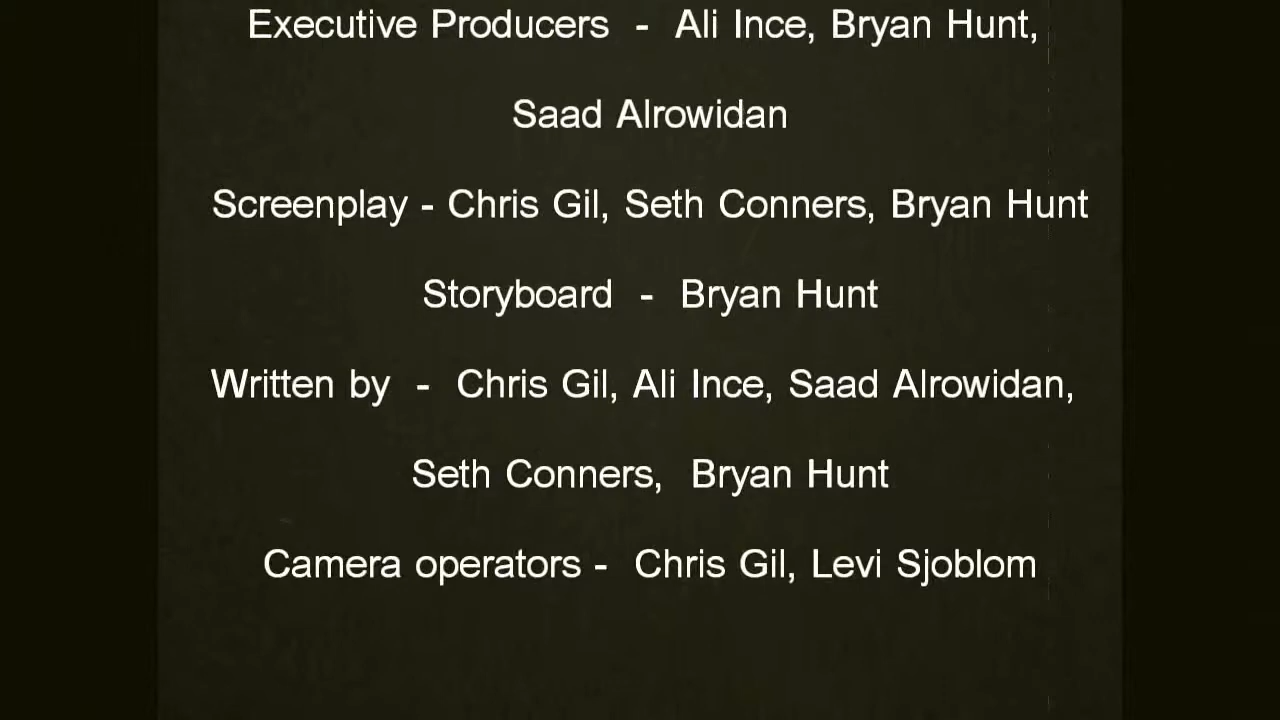 Executive Producers  -  Ali Ince, Bryan Hunt,
Saad Alrowidan
Screenplay - Chris Gil, Seth Conners, Bryan Hunt
Storyboard  -  Bryan Hunt
Written by  -  Chris Gil, Ali Ince, Saad Alrowidan,
Seth Conners,  Bryan Hunt
Camera operators -  Chris Gil, Levi Sjoblom